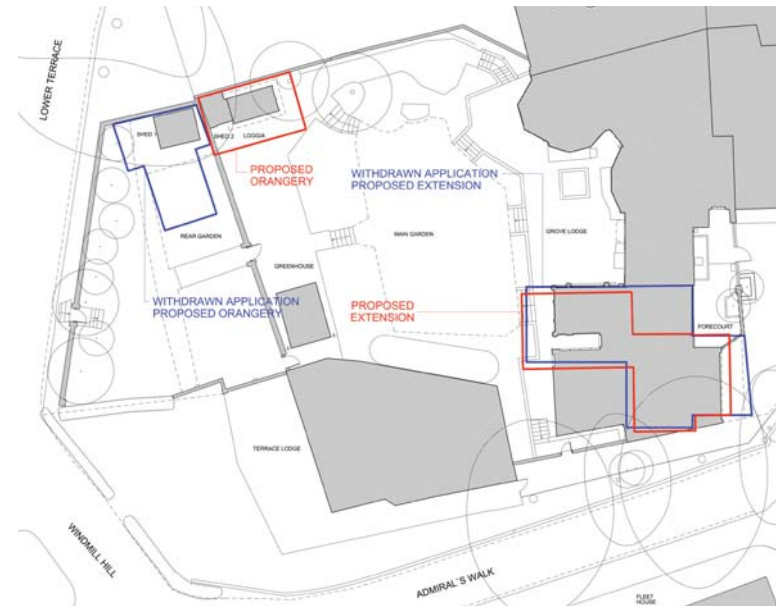 LOWER TERRACE
SHED 1
SHED 2
LOGGIA
PROPOSED
ORANGERY
WITHDRAWN APPLICATION
PROPOSED EXTENSION
REAR GARDEN
MAIN GARDEN
GROVE LODGE
GREENHOUSE
WITHDRAWN APPLICATION
PROPOSED ORANGERY
PROPOSED
EXTENSION
FORECOURT
TERRACE LODGE
WINDMILL HILL
ADMIRAL`S WALK
FLEET
HOUSE